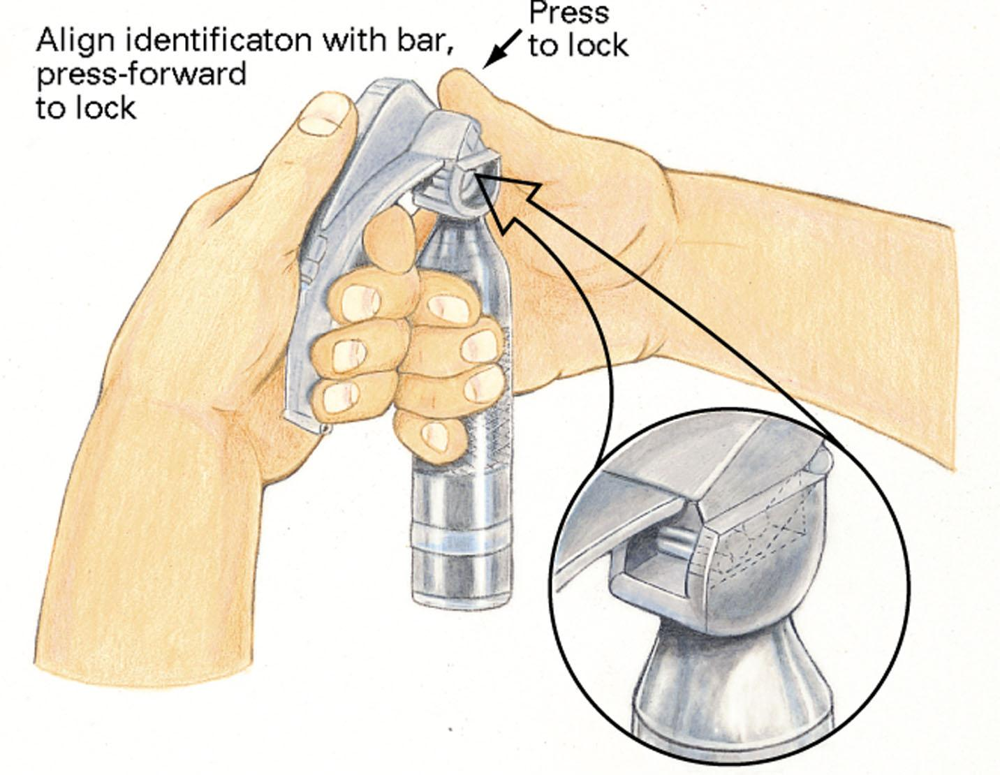 Align identificaton with bar,
press-forward
to lock
Press
to lock